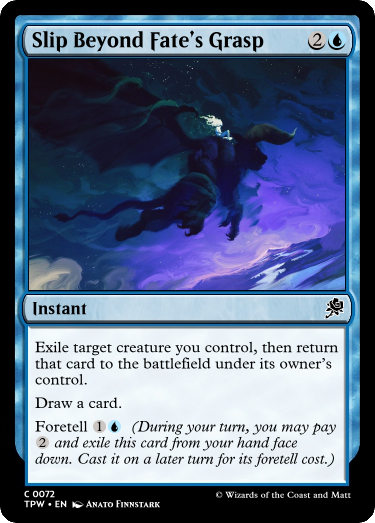 Slip Beyond Fate's Grasp 2
Instant
Exile target creature you control, then return
that card to the battlefield under its owner's
control.
Draw a card.
Foretell 1 (During your turn, you may pay
2 and exile this card from your hand face
down. Cast it on a later turn for its foretell cost.)
C 0072
TPW • EN Anato Finnstark
© Wizards of the Coast and Matt